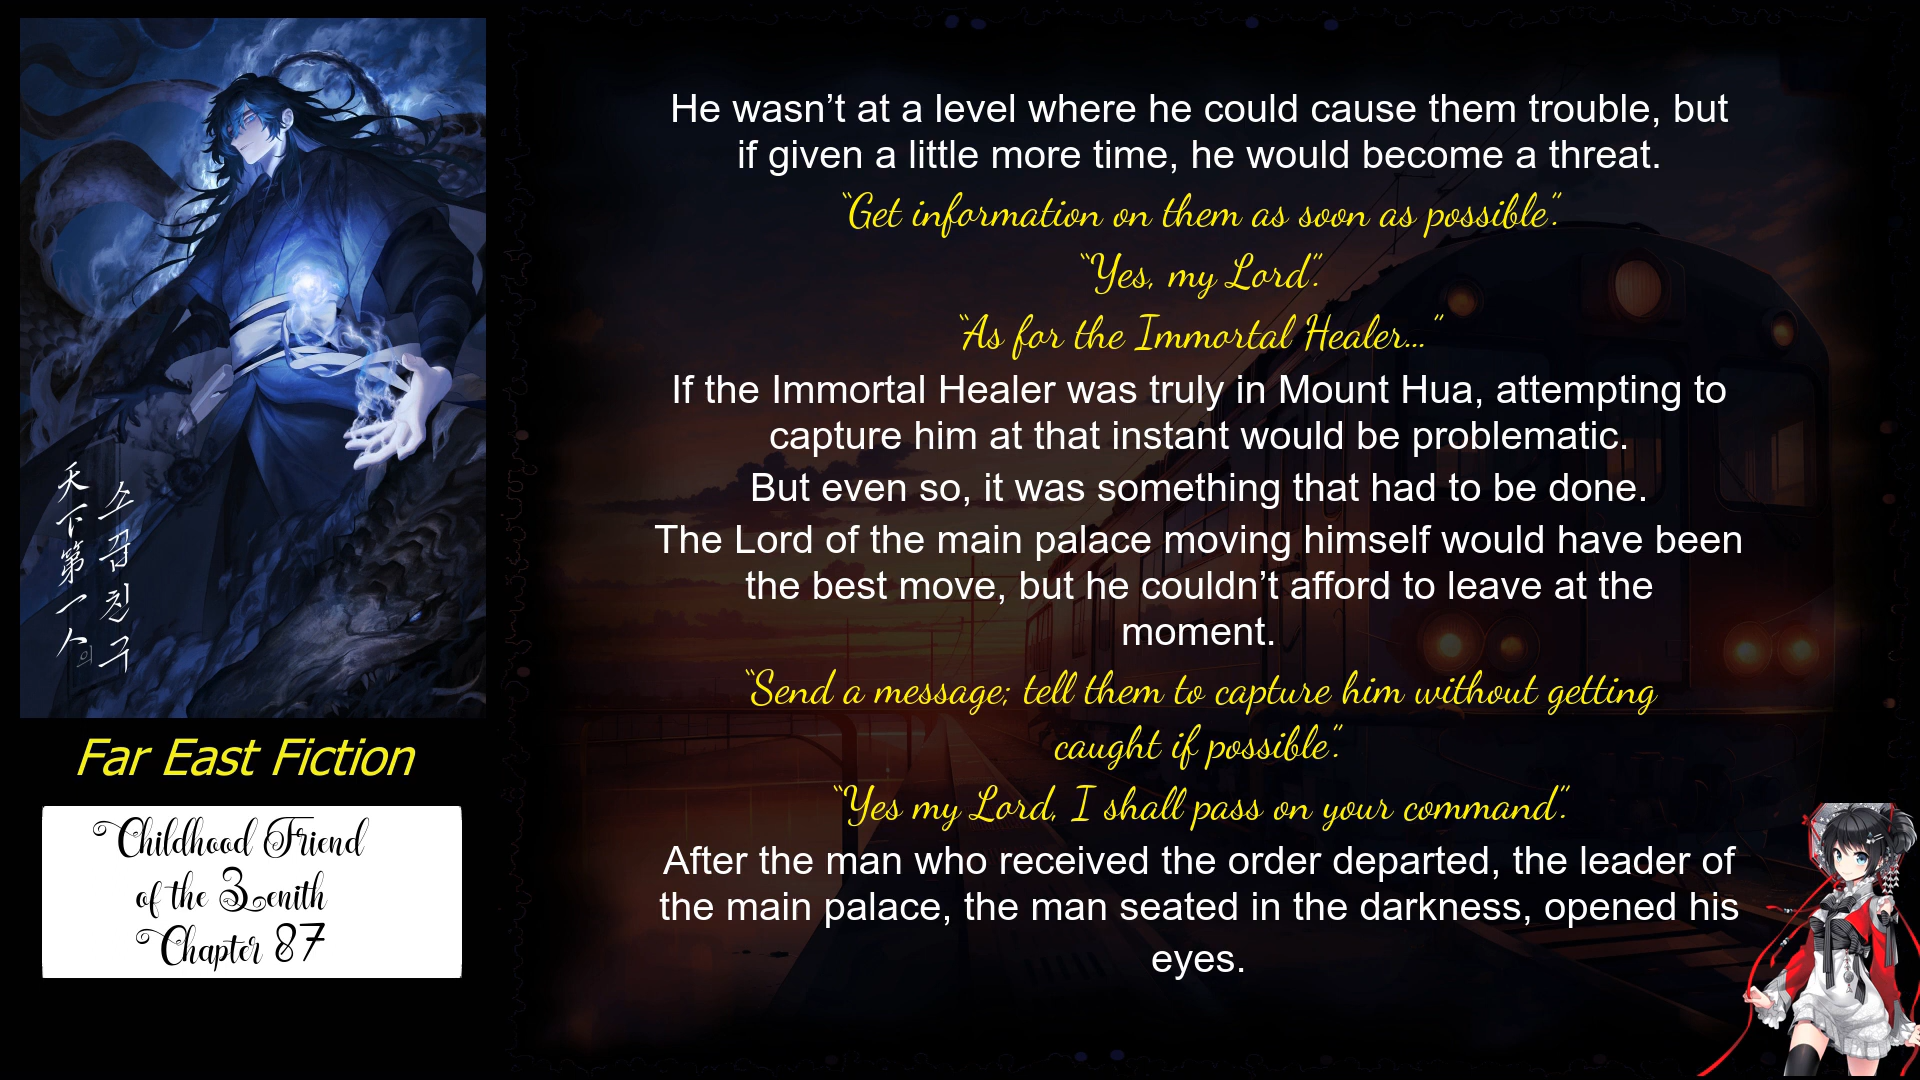 He wasn’t at a level where he could cause them trouble, but
if given a little more time, he would become a threat.
“Get information on them as soon as possible”.
“Yes, my Lord”.
“As for the Immortal Healer...”
If the Immortal Healer was truly in Mount Hua, attempting to
capture him at that instant would be problematic.
But even so, it was something that had to be done.
The Lord of the main palace moving himself would have been
the best move, but he couldn’t afford to leave at the
moment.
“Send a message; tell them to capture him without getting
caught if possible”.
“Yes my Lord, I shall pass on your command”.
After the man who received the order departed, the leader of
the main palace, the man seated in the darkness, opened his
eyes.
天下第一人의
소꿉친구
Far East Fiction
Childhood Friend
of the Zenith
Chapter 87